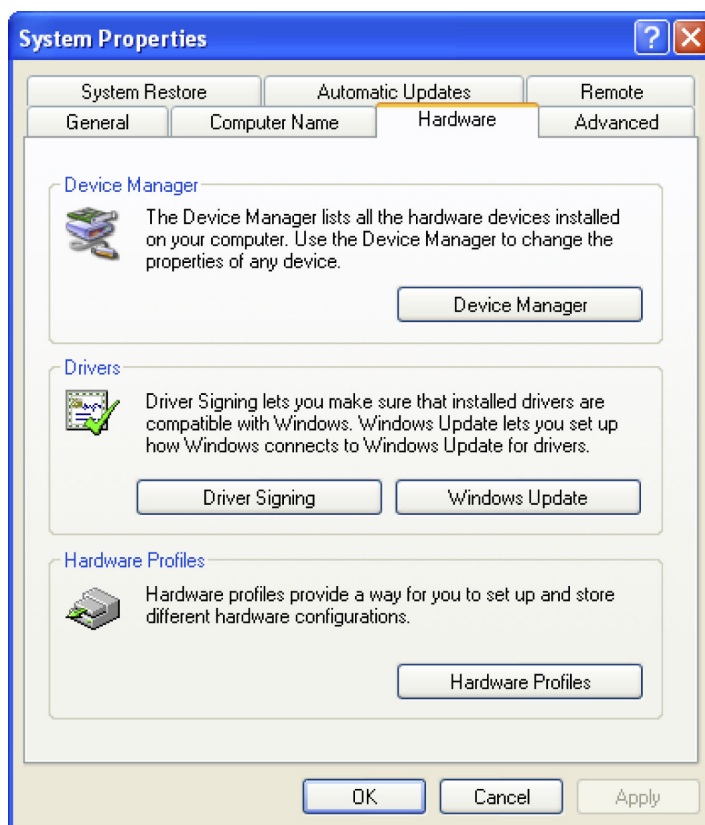 System Properties
?
System Restore
Automatic Updates
Remote
General
Computer Name
Hardware
Advanced
Device Manager
The Device Manager lists all the hardware devices installed
on your computer. Use the Device Manager to change the
properties of any device.
Device Manager
Drivers
Driver Signing lets you make sure that installed drivers are
compatible with Windows. Windows Update lets you set up
how Windows connects to Windows Update for drivers.
Driver Signing
Windows Update
Hardware Profiles
Hardware profiles provide a way for you to set up and store
different hardware configurations.
Hardware Profiles
OK
Cancel
Apply